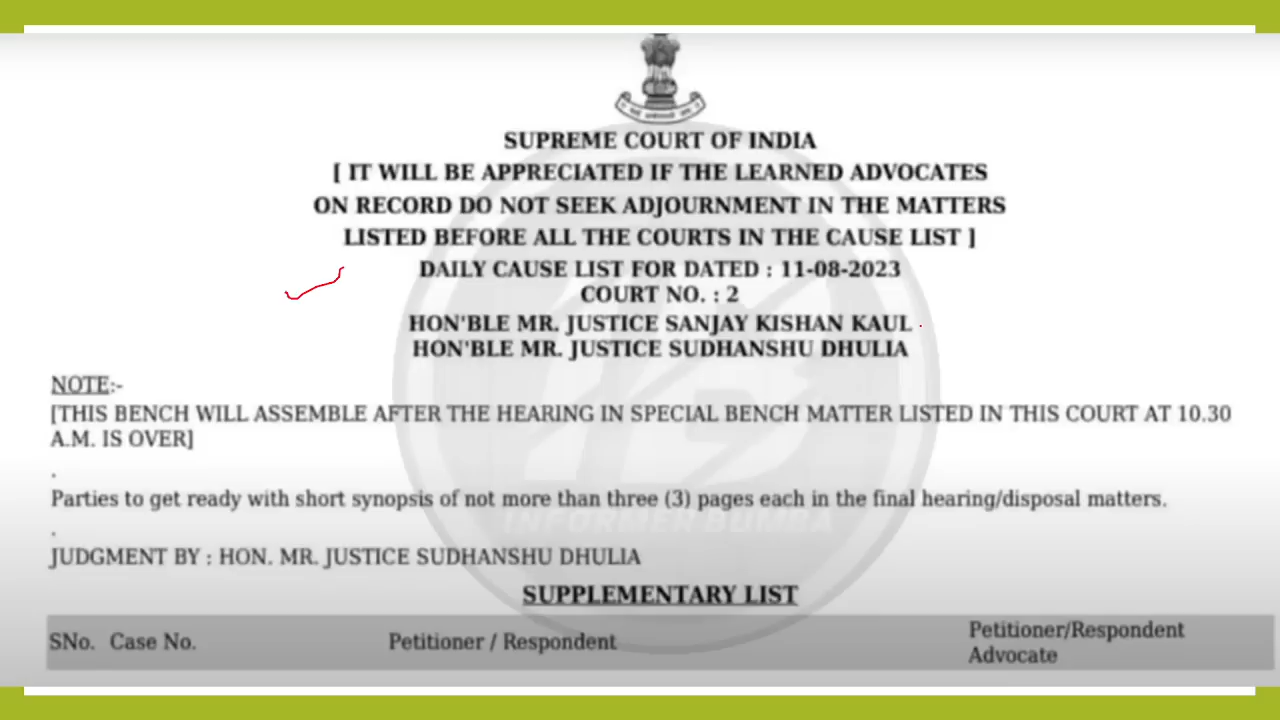 SUPREME COURT OF INDIA
[ IT WILL BE APPRECIATED IF THE LEARNED ADVOCATES
ON RECORD DO NOT SEEK ADJOURNMENT IN THE MATTERS
LISTED BEFORE ALL THE COURTS IN THE CAUSE LIST ]
DAILY CAUSE LIST FOR DATED : 11-08-2023
COURT NO. : 2
HON'BLE MR. JUSTICE SANJAY KISHAN KAUL
HON'BLE MR. JUSTICE SUDHANSHU DHULIA
NOTE:-
[THIS BENCH WILL ASSEMBLE AFTER THE HEARING IN SPECIAL BENCH MATTER LISTED IN THIS COURT AT 10.30
A.M. IS OVER]
.
Parties to get ready with short synopsis of not more than three (3) pages each in the final hearing/disposal matters.
.
INFORMER BUMBA
JUDGMENT BY : HON. MR. JUSTICE SUDHANSHU DHULIA
SUPPLEMENTARY LIST
SNo. Case No. Petitioner / Respondent Petitioner/Respondent
Advocate